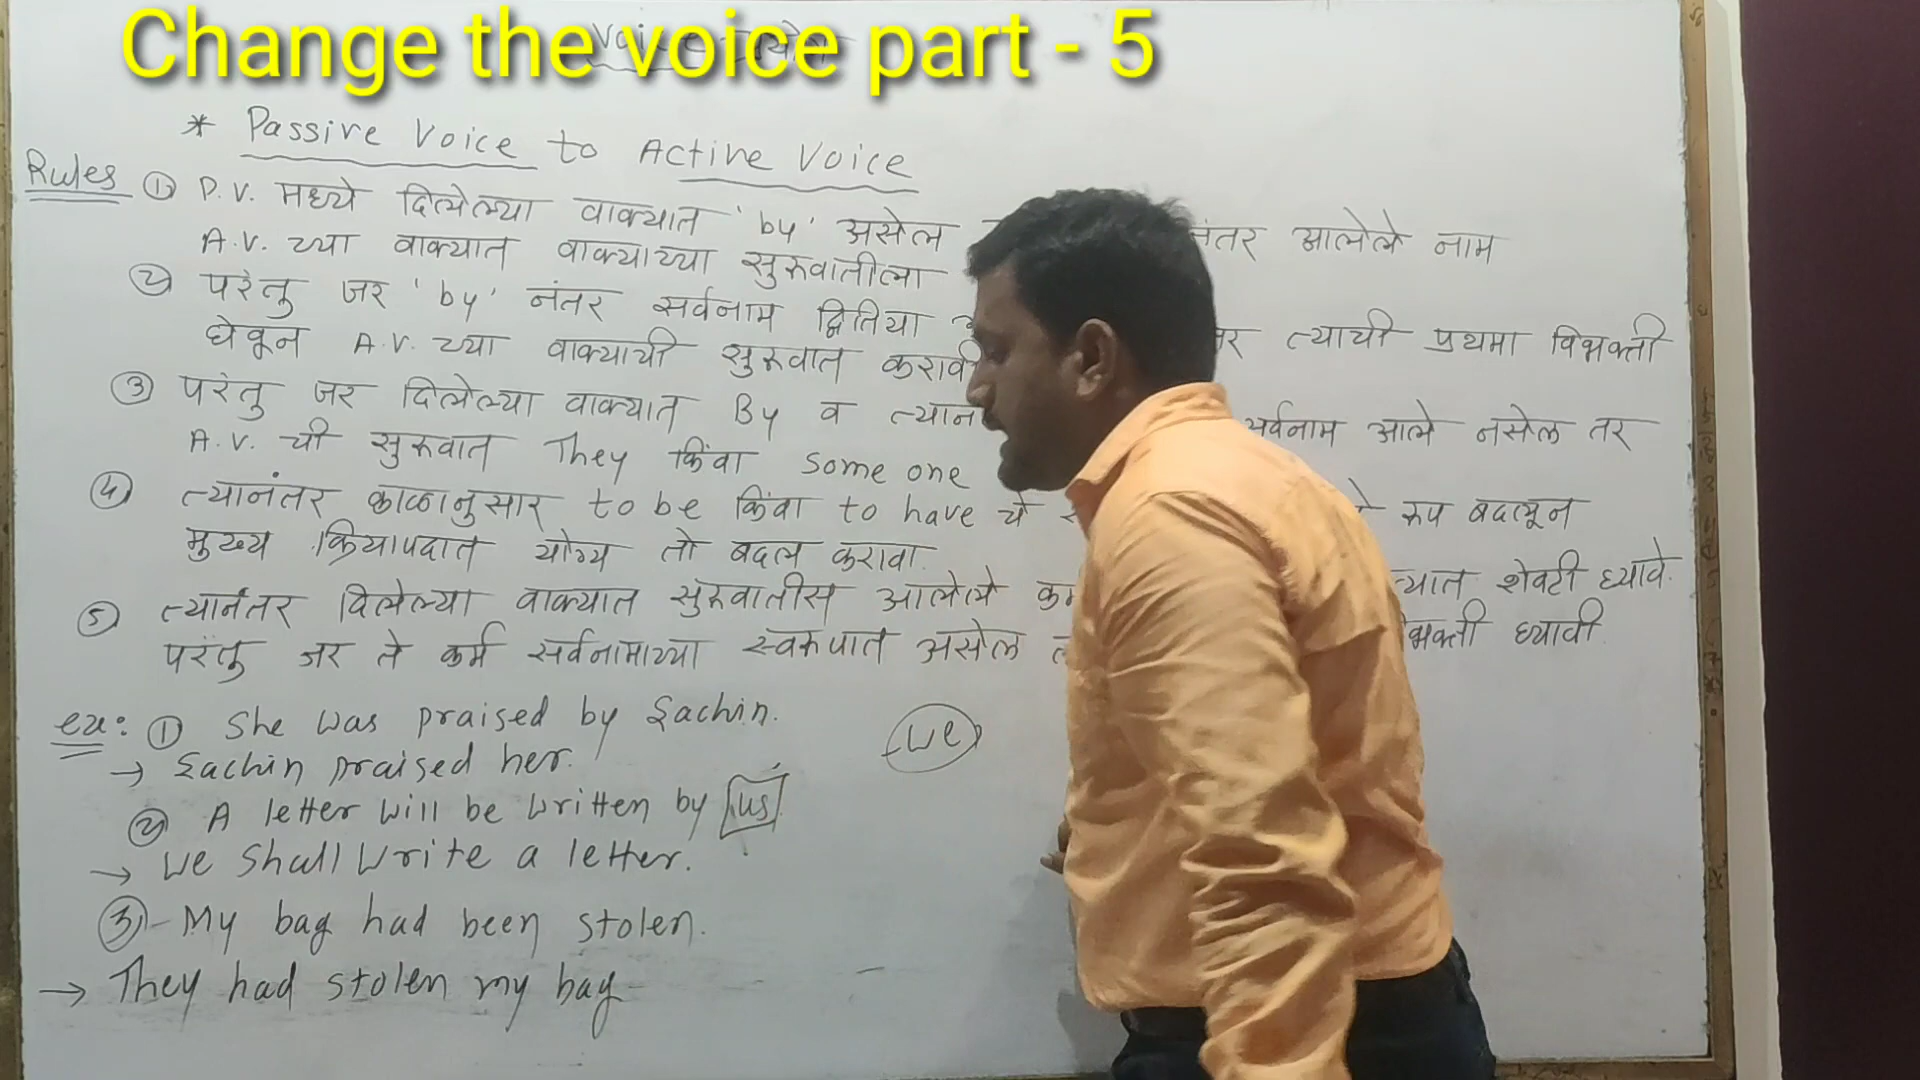 Change the voice part - 5
Voice
* Passive Voice to Active Voice
Rules ① P.V. मध्ये दिलेल्या वाक्यात 'by' असेल नंतर आलेले नाम
A.V. च्या वाक्यात वाक्याच्या सुरुवातीला
② परंतु जर 'by' नंतर सर्वनाम द्वितिया त्याची प्रथमा विभक्ती
घेवून A.V. च्या वाक्याची सुरूवात करावी
③ परंतु जर दिलेल्या वाक्यात By व सर्वनाम आले नसेल तर
A.V. ची सुरुवात They किंवा some one
④ त्यानंतर काळानुसार to be किंवा to have चे रूप बदलून
मुख्य क्रियापदात योग्य तो बदल करावा.
⑤ त्यानंतर दिलेल्या वाक्यात सुरुवातीस आलेले शेवटी घ्यावे.
परंतु जर ते कर्म सर्वनामाच्या स्वरूपात असेल घ्यावी.
ex: ① She was praised by Sachin.
→ Sachin praised her.
② A letter will be written by us
we
→ We shall write a letter.
③ - My bag had been stolen.
→ They had stolen my bag